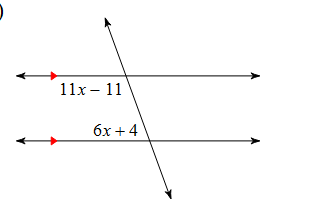 )
11x – 11
6x + 4